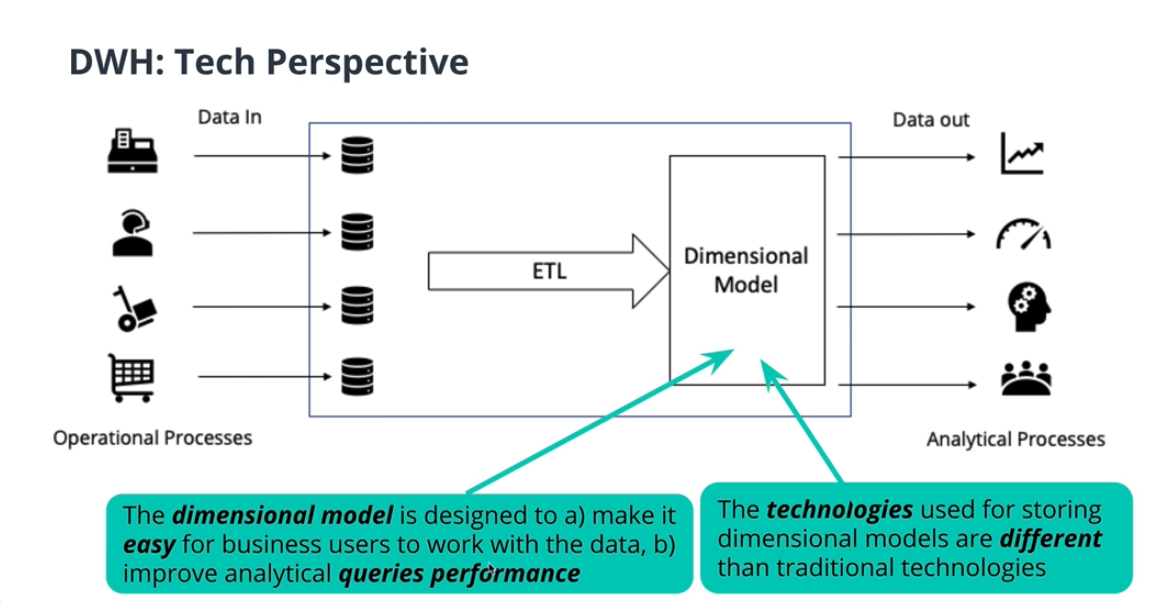 DWH: Tech Perspective
Data In
Data out
ETL
Dimensional
Model
Operational Processes
Analytical Processes
The dimensional model is designed to a) make it
easy for business users to work with the data, b)
improve analytical queries performance
The technologies used for storing
dimensional models are different
than traditional technologies